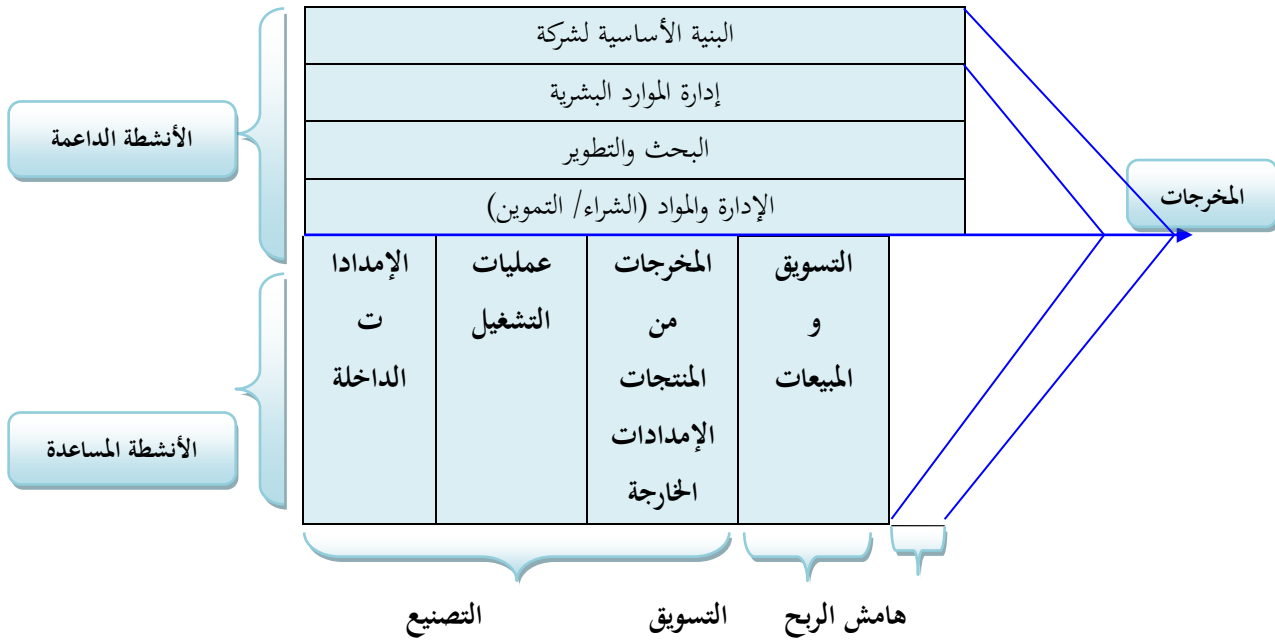 البنية الأساسية لشركة
إدارة الموارد البشرية
البحث والتطوير
الإدارة والمواد (الشراء/ التموين)
الأنشطة الداعمة
المخرجات
الإمدادا
ت
الداخلة
عمليات
التشغيل
المخرجات
من
المنتجات
الإمدادات
الخارجة
التسويق
و
المبيعات
الأنشطة المساعدة
هامش الربح
التسويق
التصنيع